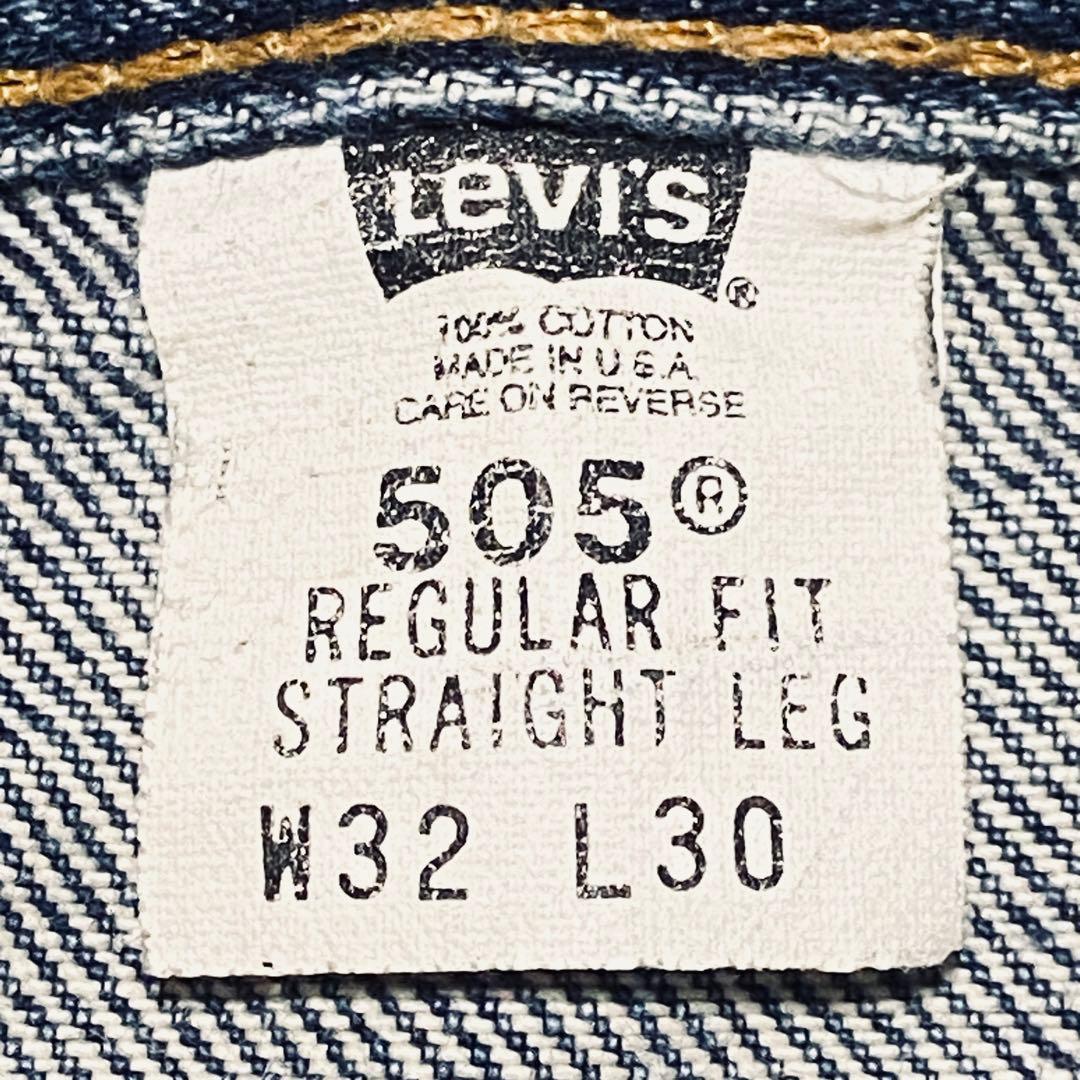 Levi's
®
100% COTTON
MADE IN U.S.A.
CARE ON REVERSE
505®
REGULAR FIT
STRAIGHT LEG
W32 L30